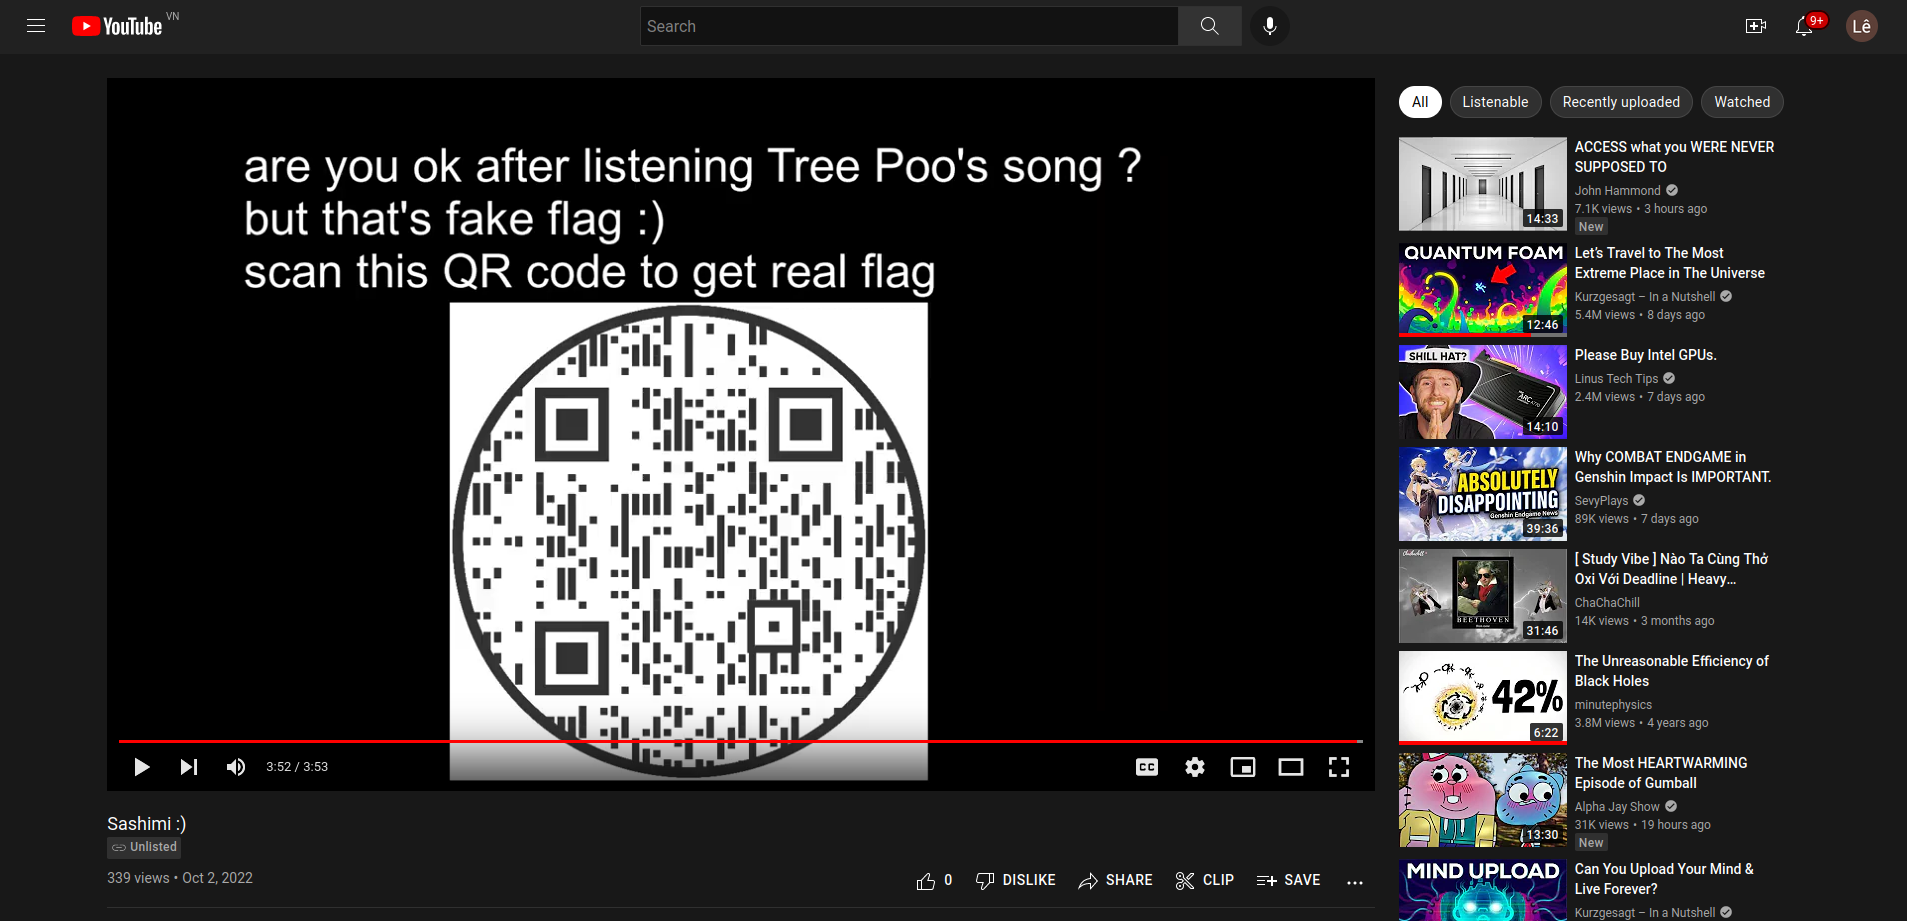 YouTube VN
Search
9+
Lê
are you ok after listening Tree Poo's song ?
but that's fake flag :)
scan this QR code to get real flag
3:52 / 3:53
CC
Sashimi :)
Unlisted
339 views • Oct 2, 2022
0 DISLIKE SHARE CLIP SAVE
All Listenable Recently uploaded Watched
14:33
ACCESS what you WERE NEVER
SUPPOSED TO
John Hammond
7.1K views • 3 hours ago
New
QUANTUM FOAM
12:46
Let's Travel to The Most
Extreme Place in The Universe
Kurzgesagt – In a Nutshell
5.4M views • 8 days ago
SHILL HAT?
ARC A770
14:10
Please Buy Intel GPUs.
Linus Tech Tips
2.4M views • 7 days ago
ABSOLUTELY
DISAPPOINTING
Genshin Endgame News
39:36
Why COMBAT ENDGAME in
Genshin Impact Is IMPORTANT.
SevyPlays
89K views • 7 days ago
BEETHOVEN
31:46
[ Study Vibe ] Nào Ta Cùng Thở
Oxi Với Deadline | Heavy...
ChaChaChill
14K views • 3 months ago
42%
6:22
The Unreasonable Efficiency of
Black Holes
minutephysics
3.8M views • 4 years ago
13:30
The Most HEARTWARMING
Episode of Gumball
Alpha Jay Show
31K views • 19 hours ago
New
MIND UPLOAD
Can You Upload Your Mind &
Live Forever?
Kurzgesagt – In a Nutshell